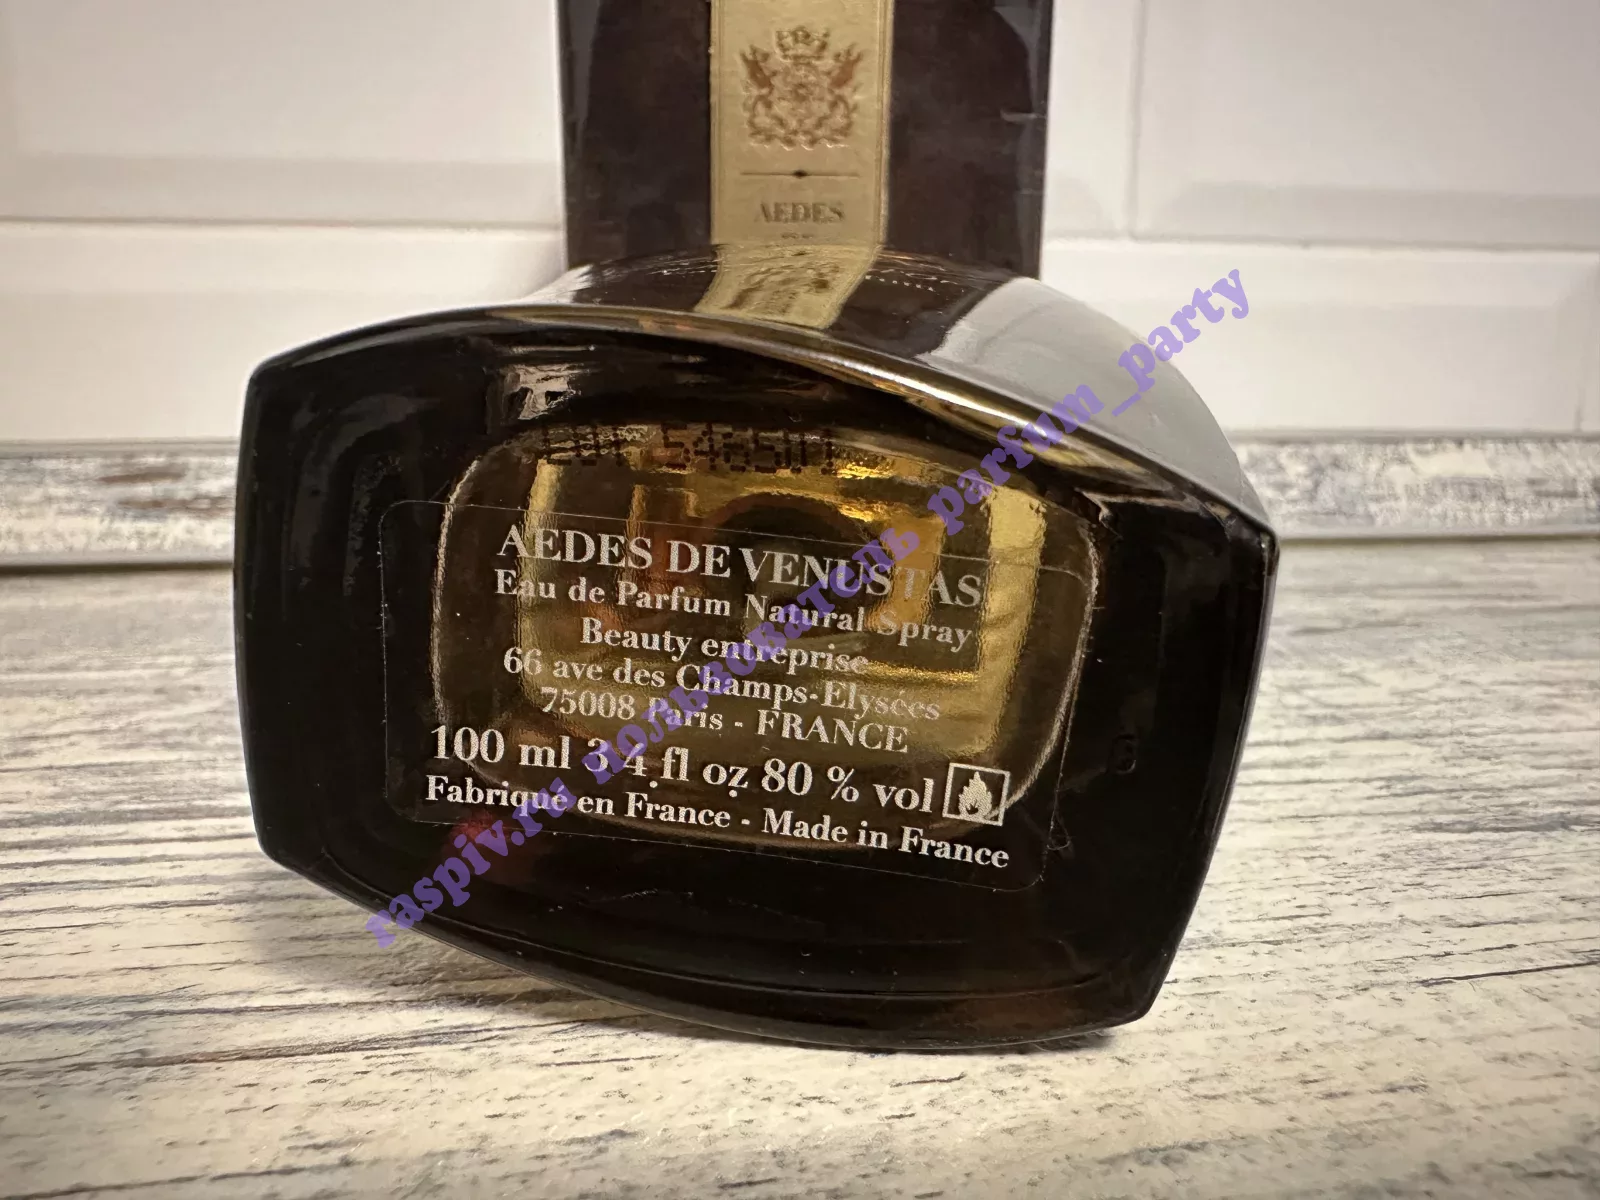 AEDES
AEDES DE VENUSTAS
Eau de Parfum Natural Spray
Beauty entreprise
66 ave des Champs-Elysées
75008 Paris - FRANCE
100 ml 3.4 fl oz 80 % vol
Fabriqué en France - Made in France
raspiv.ru пользователь parfum_party